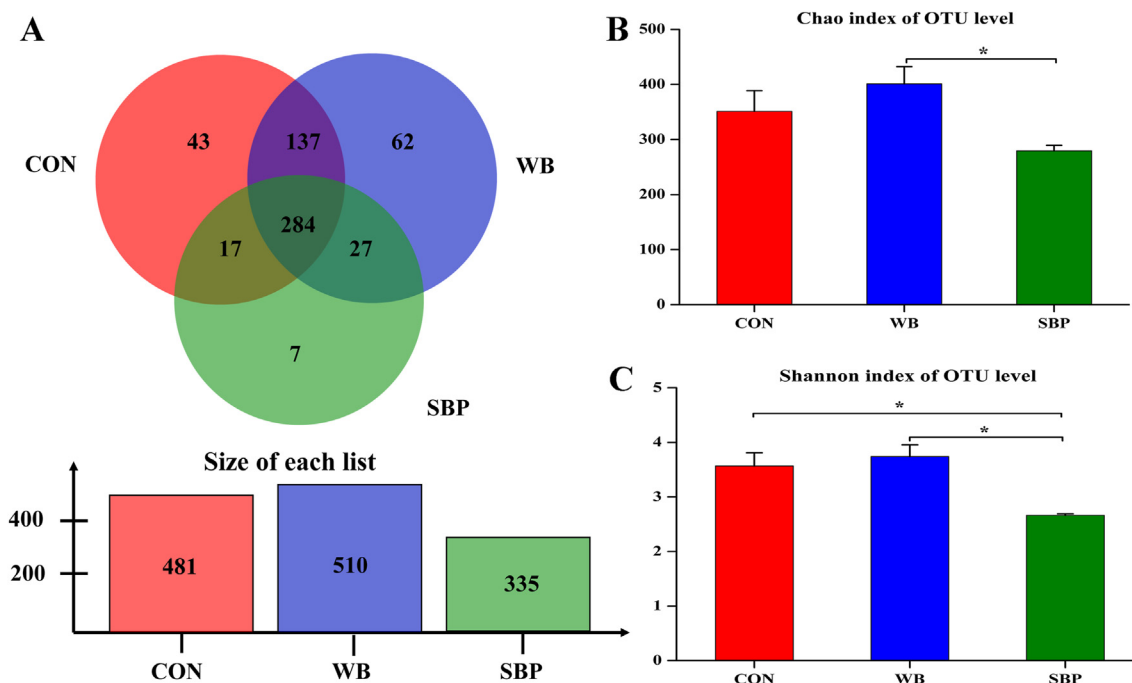 A
43
137
62
CON
WB
284
17
27
7
SBP
Size of each list
400
200
481
510
335
CON
WB
SBP
B
Chao index of OTU level
500
*
400
300
200
100
0
CON
WB
SBP
C
Shannon index of OTU level
5
*
4
*
3
2
1
0
CON
WB
SBP